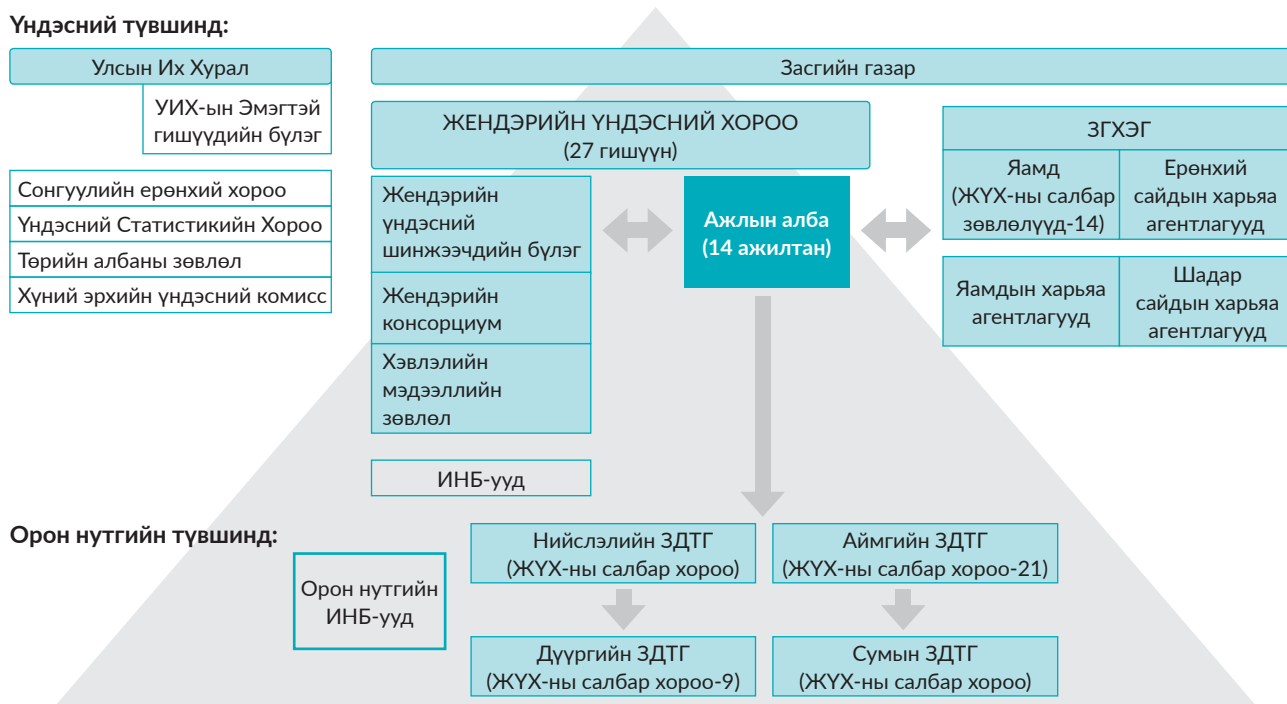 Үндэсний түвшинд:
Улсын Их Хурал
УИХ-ын Эмэгтэй
гишүүдийн бүлэг
Сонгуулийн ерөнхий хороо
Үндэсний Статистикийн Хороо
Төрийн албаны зөвлөл
Хүний эрхийн үндэсний комисс
Засгийн газар
ЖЕНДЭРИЙН ҮНДЭСНИЙ ХОРОО
(27 гишүүн)
Жендэрийн
үндэсний
шинжээчдийн бүлэг
Жендэрийн
консорциум
Хэвлэлийн
мэдээллийн
зөвлөл
ИНБ-ууд
Ажлын алба
(14 ажилтан)
ЗГХЭГ
Яамд
(ЖҮХ-ны салбар
зөвлөлүүд-14)
Ерөнхий
сайдын харьяа
агентлагууд
Яамдын харьяа
агентлагууд
Шадар
сайдын харьяа
агентлагууд
Орон нутгийн түвшинд:
Орон нутгийн
ИНБ-ууд
Нийслэлийн ЗДТГ
(ЖҮХ-ны салбар хороо)
Аймгийн ЗДТГ
(ЖҮХ-ны салбар хороо-21)
Дүүргийн ЗДТГ
(ЖҮХ-ны салбар хороо-9)
Сумын ЗДТГ
(ЖҮХ-ны салбар хороо)